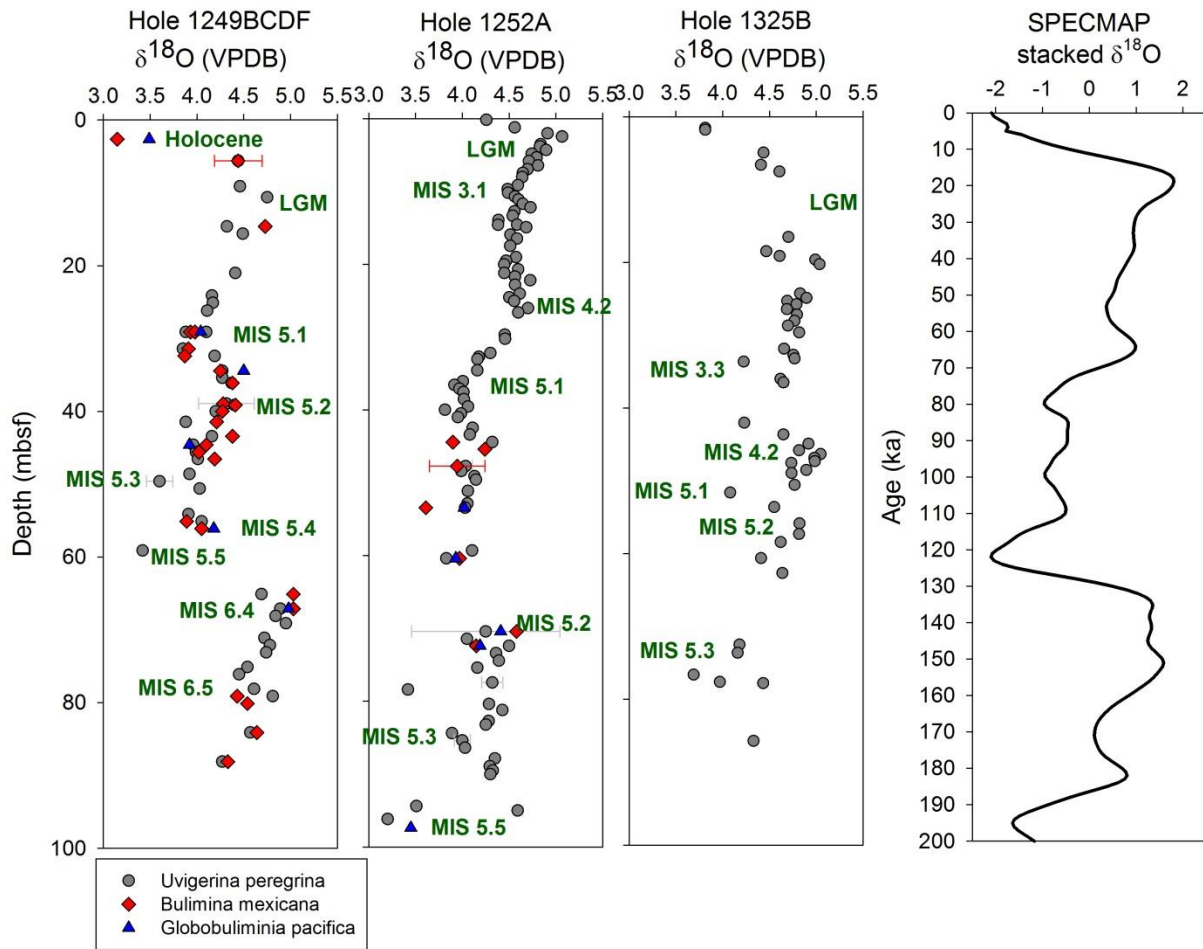 Hole 1249BCDF
δ18O (VPDB)
3.0 3.5 4.0 4.5 5.0 5.5
Hole 1252A
δ18O (VPDB)
3.0 3.5 4.0 4.5 5.0 5.5
Hole 1325B
δ18O (VPDB)
3.0 3.5 4.0 4.5 5.0 5.5
SPECMAP
stacked δ18O
-2 -1 0 1 2
Depth (mbsf)
0
20
40
60
80
100
Holocene
LGM
MIS 5.1
MIS 5.2
MIS 5.3
MIS 5.4
MIS 5.5
MIS 6.4
MIS 6.5
LGM
MIS 3.1
MIS 4.2
MIS 5.1
MIS 5.2
MIS 5.3
MIS 5.5
LGM
MIS 3.3
MIS 4.2
MIS 5.1
MIS 5.2
MIS 5.3
Age (ka)
0
10
20
30
40
50
60
70
80
90
100
110
120
130
140
150
160
170
180
190
200
Uvigerina peregrina
Bulimina mexicana
Globobuliminia pacifica